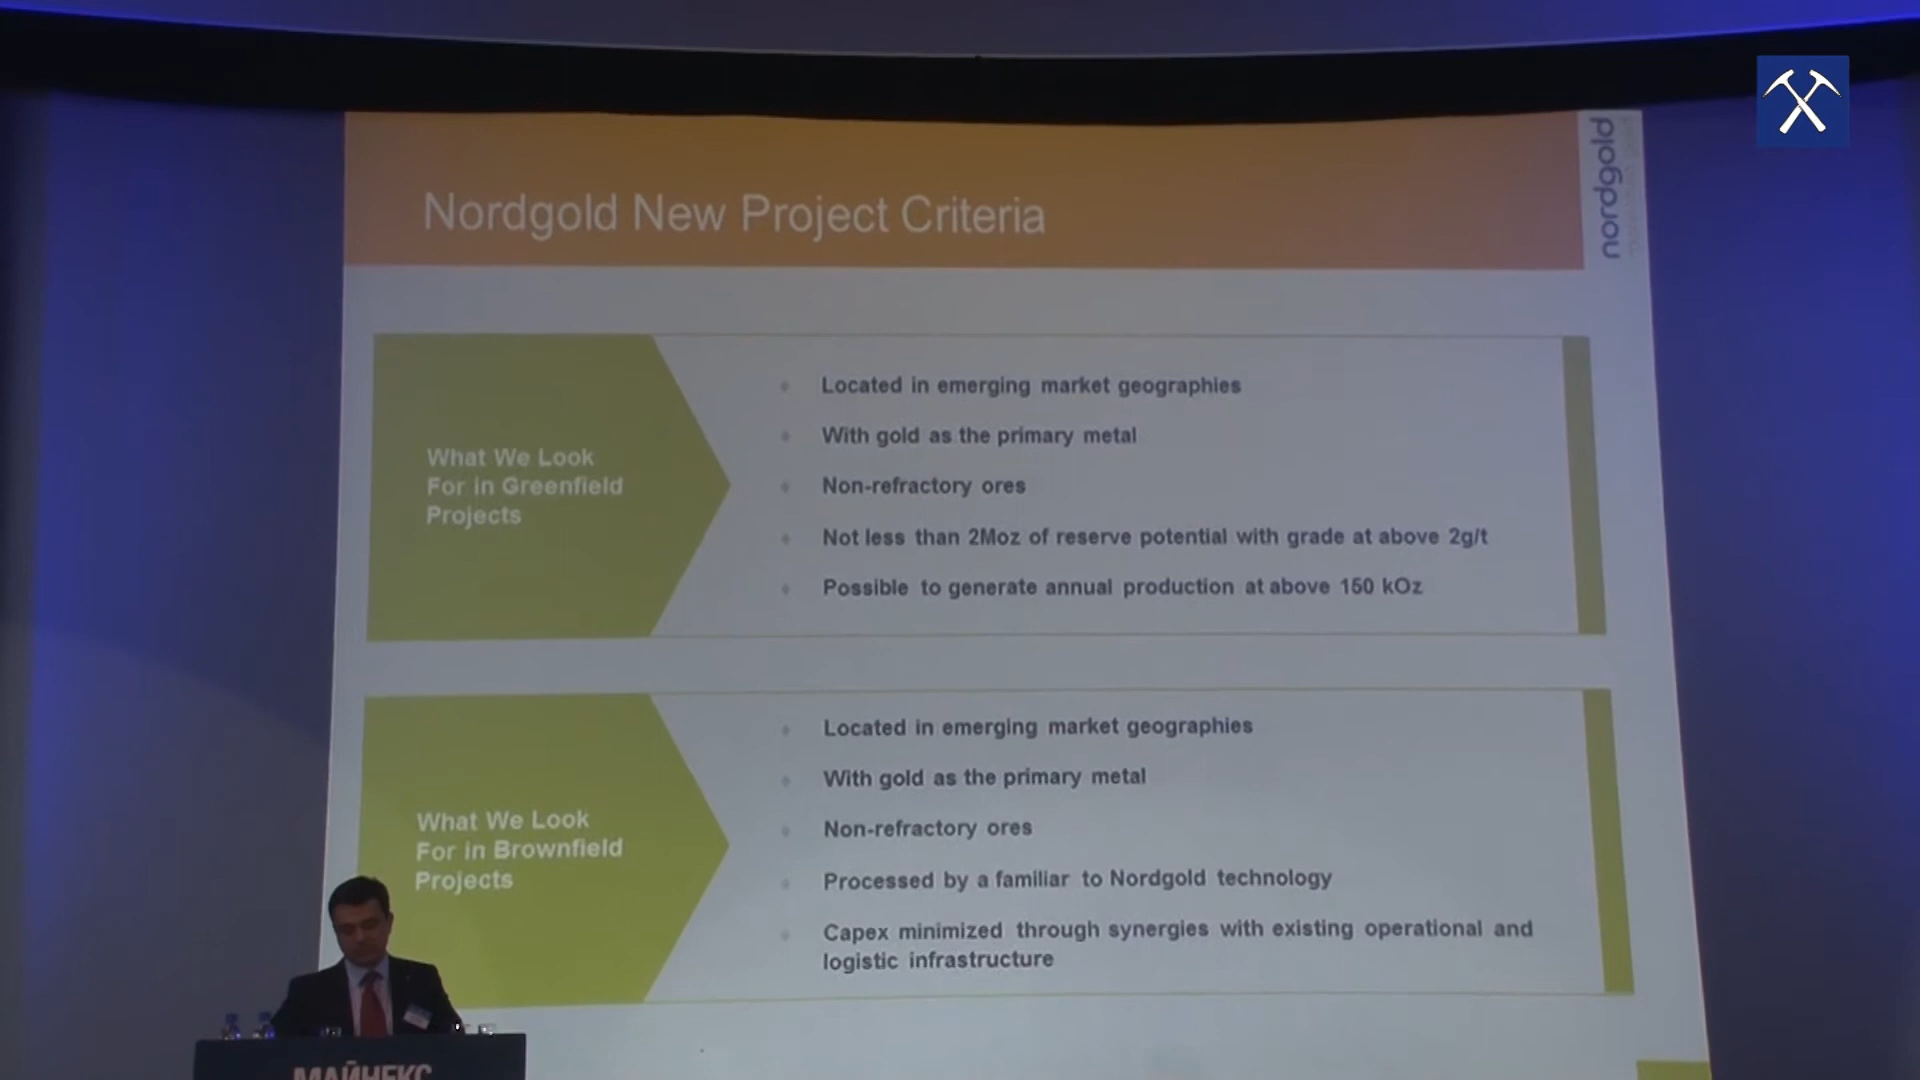 Nordgold New Project Criteria
nordgold
What We Look
For in Greenfield
Projects
Located in emerging market geographies
With gold as the primary metal
Non-refractory ores
Not less than 2Moz of reserve potential with grade at above 2g/t
Possible to generate annual production at above 150 kOz
What We Look
For in Brownfield
Projects
Located in emerging market geographies
With gold as the primary metal
Non-refractory ores
Processed by a familiar to Nordgold technology
Capex minimized through synergies with existing operational and
logistic infrastructure
МАЙНЕКС